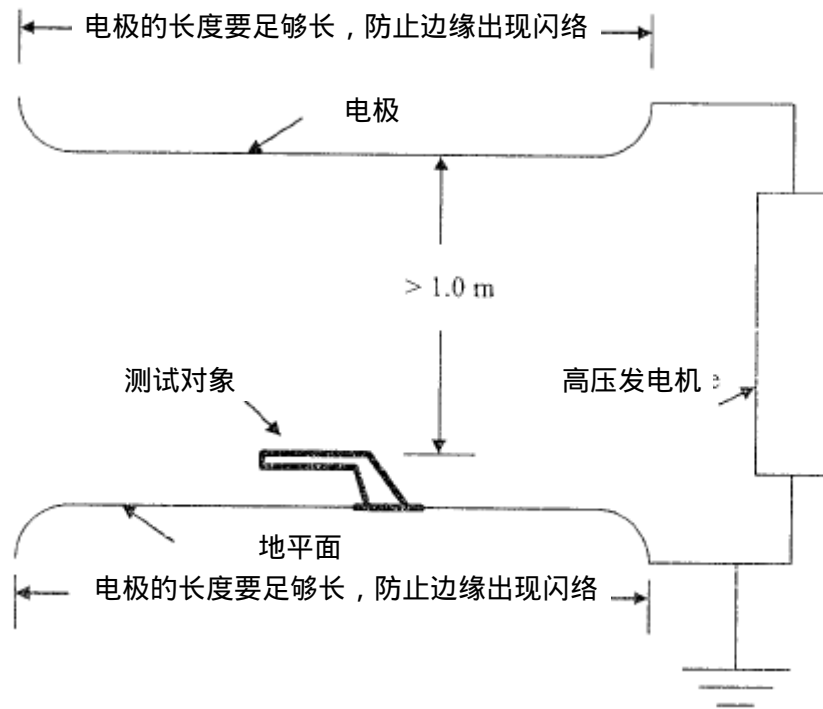 电极的长度要足够长，防止边缘出现闪络
电极
> 1.0 m
测试对象
高压发电机 e
地平面
电极的长度要足够长，防止边缘出现闪络